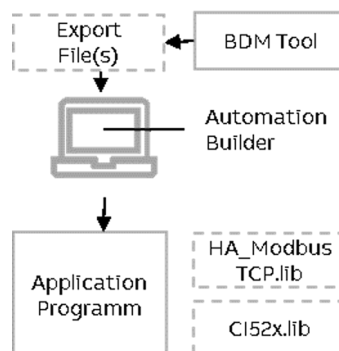 Export
File(s)
BDM Tool
Automation
Builder
Application
Programm
HA_Modbus
TCP.lib
CI52x.lib